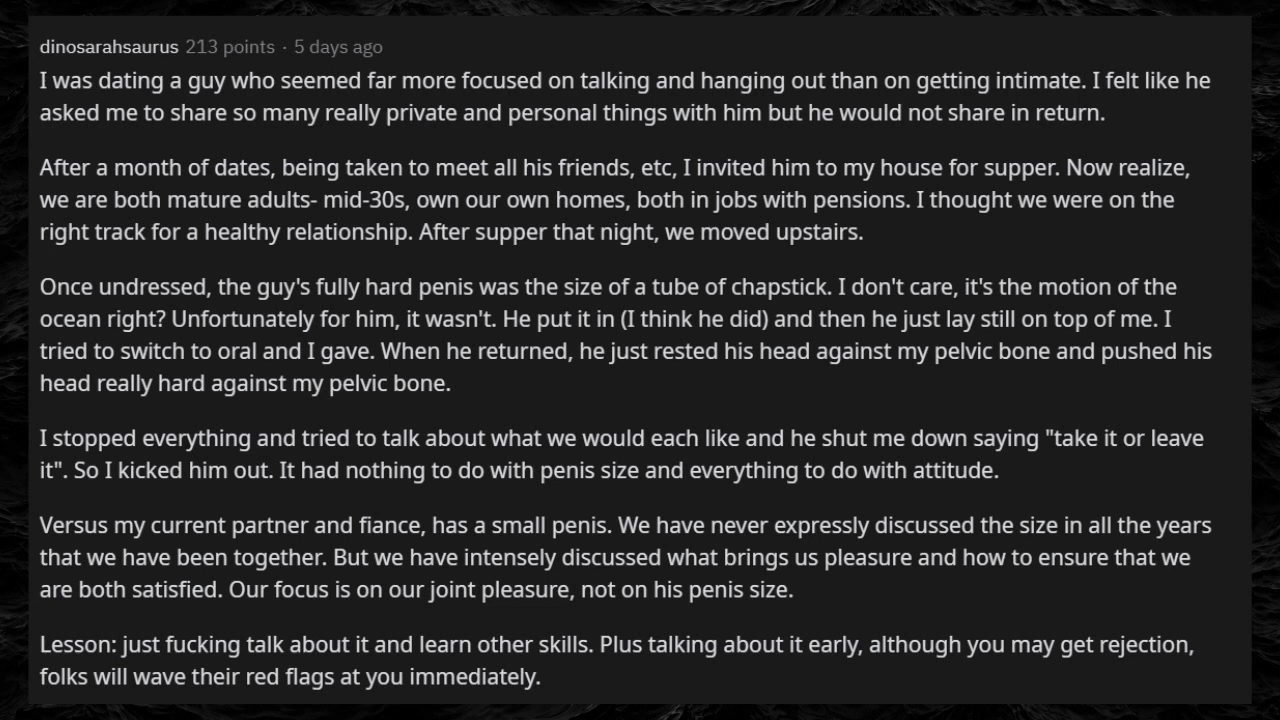 dinosarahsaurus 213 points · 5 days ago
I was dating a guy who seemed far more focused on talking and hanging out than on getting intimate. I felt like he
asked me to share so many really private and personal things with him but he would not share in return.
After a month of dates, being taken to meet all his friends, etc, I invited him to my house for supper. Now realize,
we are both mature adults- mid-30s, own our own homes, both in jobs with pensions. I thought we were on the
right track for a healthy relationship. After supper that night, we moved upstairs.
Once undressed, the guy's fully hard penis was the size of a tube of chapstick. I don't care, it's the motion of the
ocean right? Unfortunately for him, it wasn't. He put it in (I think he did) and then he just lay still on top of me. I
tried to switch to oral and I gave. When he returned, he just rested his head against my pelvic bone and pushed his
head really hard against my pelvic bone.
I stopped everything and tried to talk about what we would each like and he shut me down saying "take it or leave
it". So I kicked him out. It had nothing to do with penis size and everything to do with attitude.
Versus my current partner and fiance, has a small penis. We have never expressly discussed the size in all the years
that we have been together. But we have intensely discussed what brings us pleasure and how to ensure that we
are both satisfied. Our focus is on our joint pleasure, not on his penis size.
Lesson: just fucking talk about it and learn other skills. Plus talking about it early, although you may get rejection,
folks will wave their red flags at you immediately.